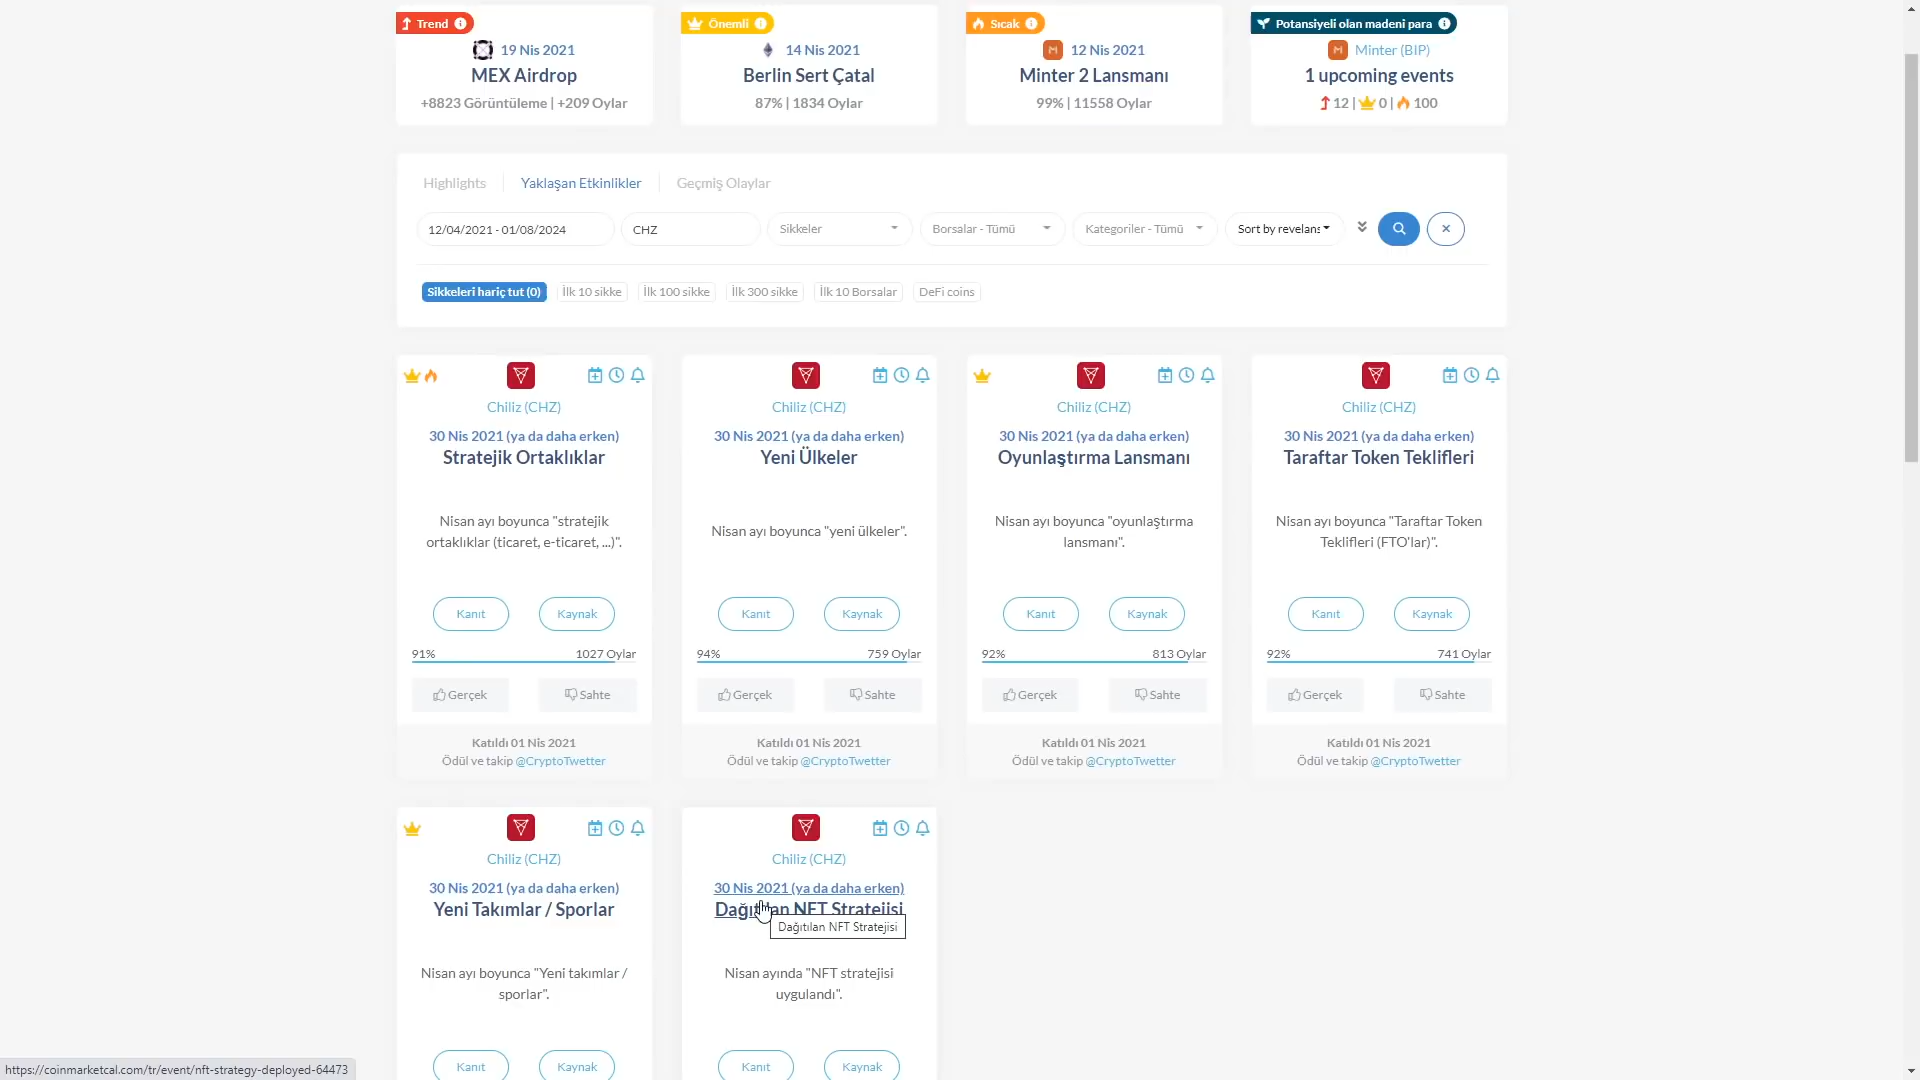 Trend
19 Nis 2021
MEX Airdrop
+8823 Görüntüleme | +209 Oylar
Önemli
14 Nis 2021
Berlin Sert Çatal
87% | 1834 Oylar
Sıcak
12 Nis 2021
Minter 2 Lansmanı
99% | 11558 Oylar
Potansiyeli olan madeni para
Minter (BIP)
1 upcoming events
12 | 0 | 100
Highlights
Yaklaşan Etkinlikler
Geçmiş Olaylar
12/04/2021 - 01/08/2024
CHZ
Sikkeler
Borsalar - Tümü
Kategoriler - Tümü
Sort by revelans
Sikkeleri hariç tut (0)
İlk 10 sikke
İlk 100 sikke
İlk 300 sikke
İlk 10 Borsalar
DeFi coins
Chiliz (CHZ)
30 Nis 2021 (ya da daha erken)
Stratejik Ortaklıklar
Nisan ayı boyunca "stratejik
ortaklıklar (ticaret, e-ticaret, ...)".
Kanıt
Kaynak
91%
1027 Oylar
Gerçek
Sahte
Katıldı 01 Nis 2021
Ödül ve takip @CryptoTwetter
Chiliz (CHZ)
30 Nis 2021 (ya da daha erken)
Yeni Ülkeler
Nisan ayı boyunca "yeni ülkeler".
Kanıt
Kaynak
94%
759 Oylar
Gerçek
Sahte
Katıldı 01 Nis 2021
Ödül ve takip @CryptoTwetter
Chiliz (CHZ)
30 Nis 2021 (ya da daha erken)
Oyunlaştırma Lansmanı
Nisan ayı boyunca "oyunlaştırma
lansmanı".
Kanıt
Kaynak
92%
813 Oylar
Gerçek
Sahte
Katıldı 01 Nis 2021
Ödül ve takip @CryptoTwetter
Chiliz (CHZ)
30 Nis 2021 (ya da daha erken)
Taraftar Token Teklifleri
Nisan ayı boyunca "Taraftar Token
Teklifleri (FTO'lar)".
Kanıt
Kaynak
92%
741 Oylar
Gerçek
Sahte
Katıldı 01 Nis 2021
Ödül ve takip @CryptoTwetter
Chiliz (CHZ)
30 Nis 2021 (ya da daha erken)
Yeni Takımlar / Sporlar
Nisan ayı boyunca "Yeni takımlar /
sporlar".
Kanıt
Kaynak
Chiliz (CHZ)
30 Nis 2021 (ya da daha erken)
Dağıtılan NFT Stratejisi
Dağıtılan NFT Stratejisi
Nisan ayında "NFT stratejisi
uygulandı".
Kanıt
Kaynak
https://coinmarketcal.com/tr/event/nft-strategy-deployed-64473